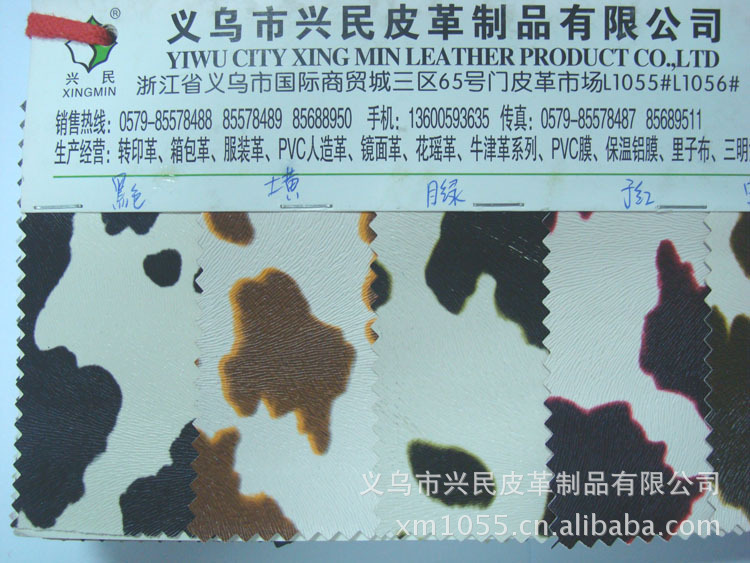 义乌市兴民皮革制品有限公司
®
兴 民
XINGMIN
YIWU CITY XING MIN LEATHER PRODUCT CO.,LTD
浙江省义乌市国际商贸城三区65号门皮革市场L1055#L1056#
销售热线：0579-85578488 85578489 85688950 手机：13600593635 传真：0579-85578487 85689511
生产经营：转印革、箱包革、服装革、PVC人造革、镜面革、花瑶革、牛津革系列、PVC膜、保温铝膜、里子布、三明
黑色 土黄 月绿
义乌市兴民皮革制品有限公司
xm1055.cn.alibaba.com